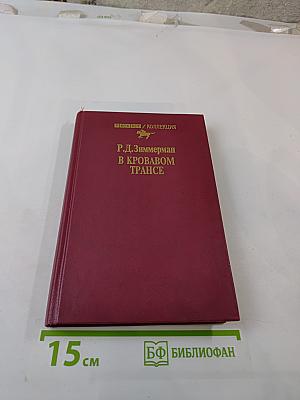 / КОЛЛЕКЦИЯ
Р.Д.Зиммерман
В КРОВАВОМ
ТРАНСЕ
15 см
БФ БИБЛИОФАН